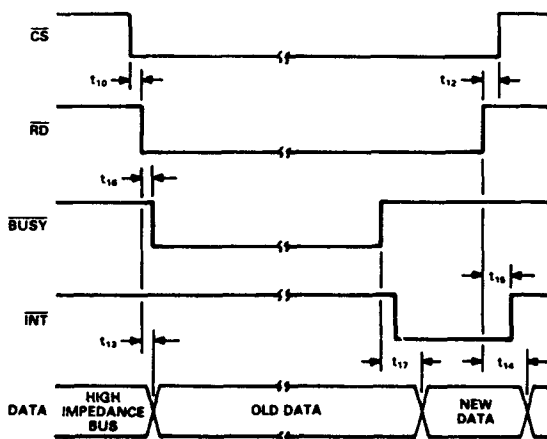 CS
t10
t12
RD
t16
BUSY
t15
INT
t13
t17
t14
DATA
HIGH
IMPEDANCE
BUS
OLD DATA
NEW
DATA